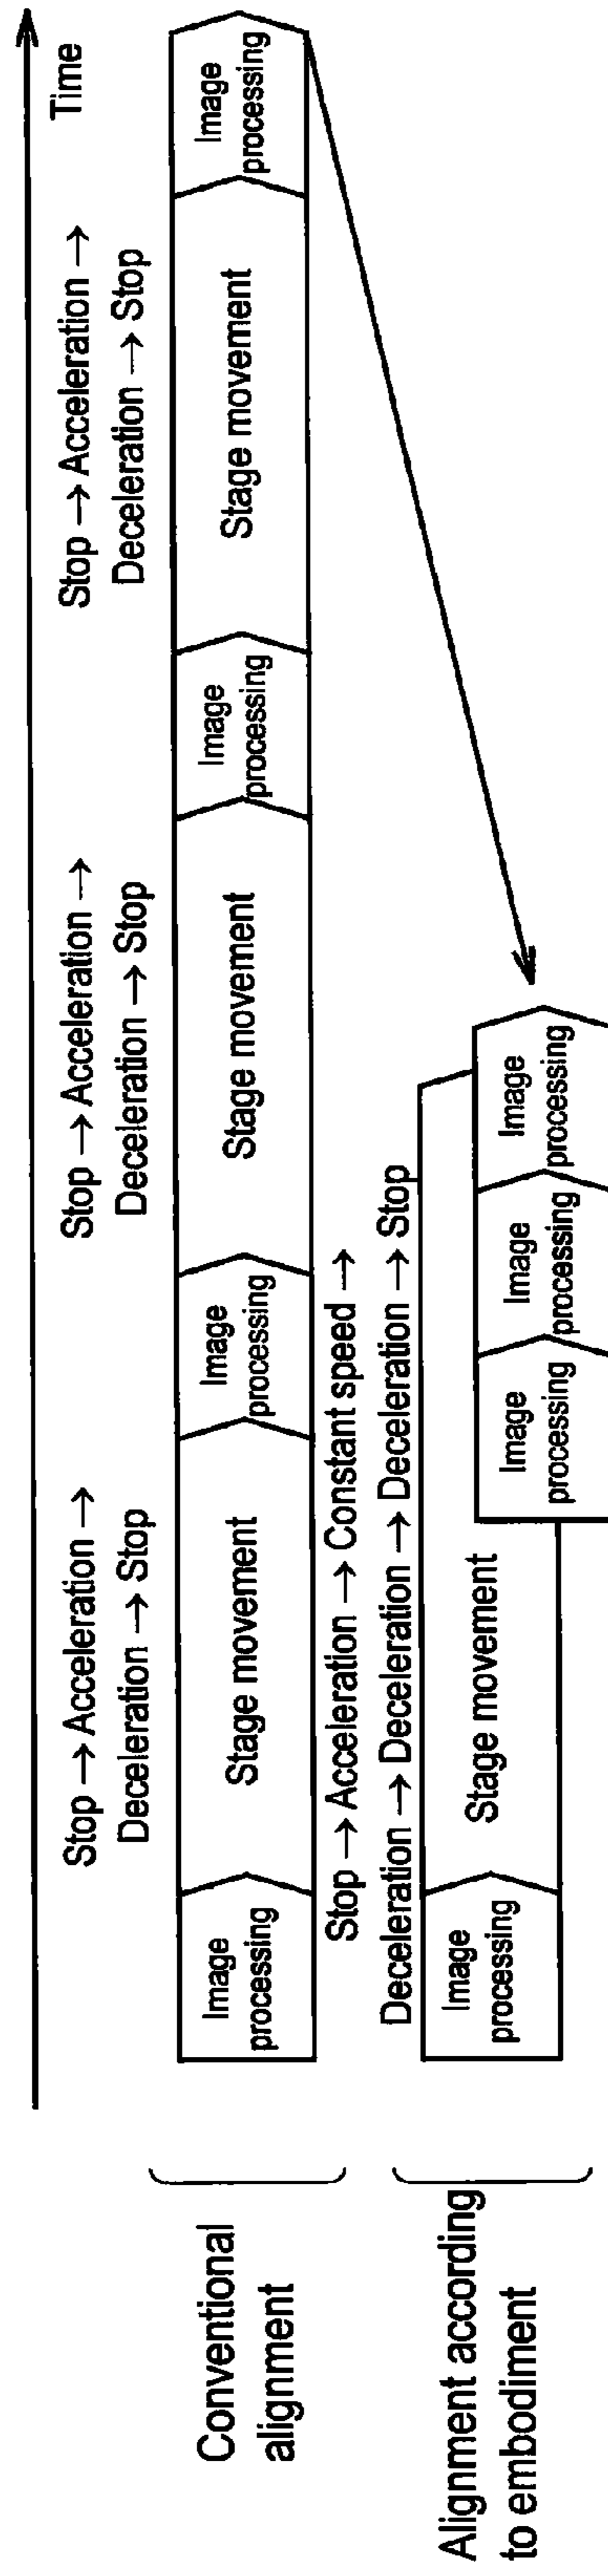 Time
Stop → Acceleration →
Deceleration → Stop
Stop → Acceleration →
Deceleration → Stop
Stop → Acceleration →
Deceleration → Stop
Conventional
alignment
Image
processing
Stage movement
Image
processing
Stage movement
Image
processing
Stage movement
Image
processing
Stop → Acceleration → Constant speed →
Deceleration → Deceleration → Deceleration → Stop
Alignment according
to embodiment
Image
processing
Stage movement
Image
processing
Image
processing
Image
processing